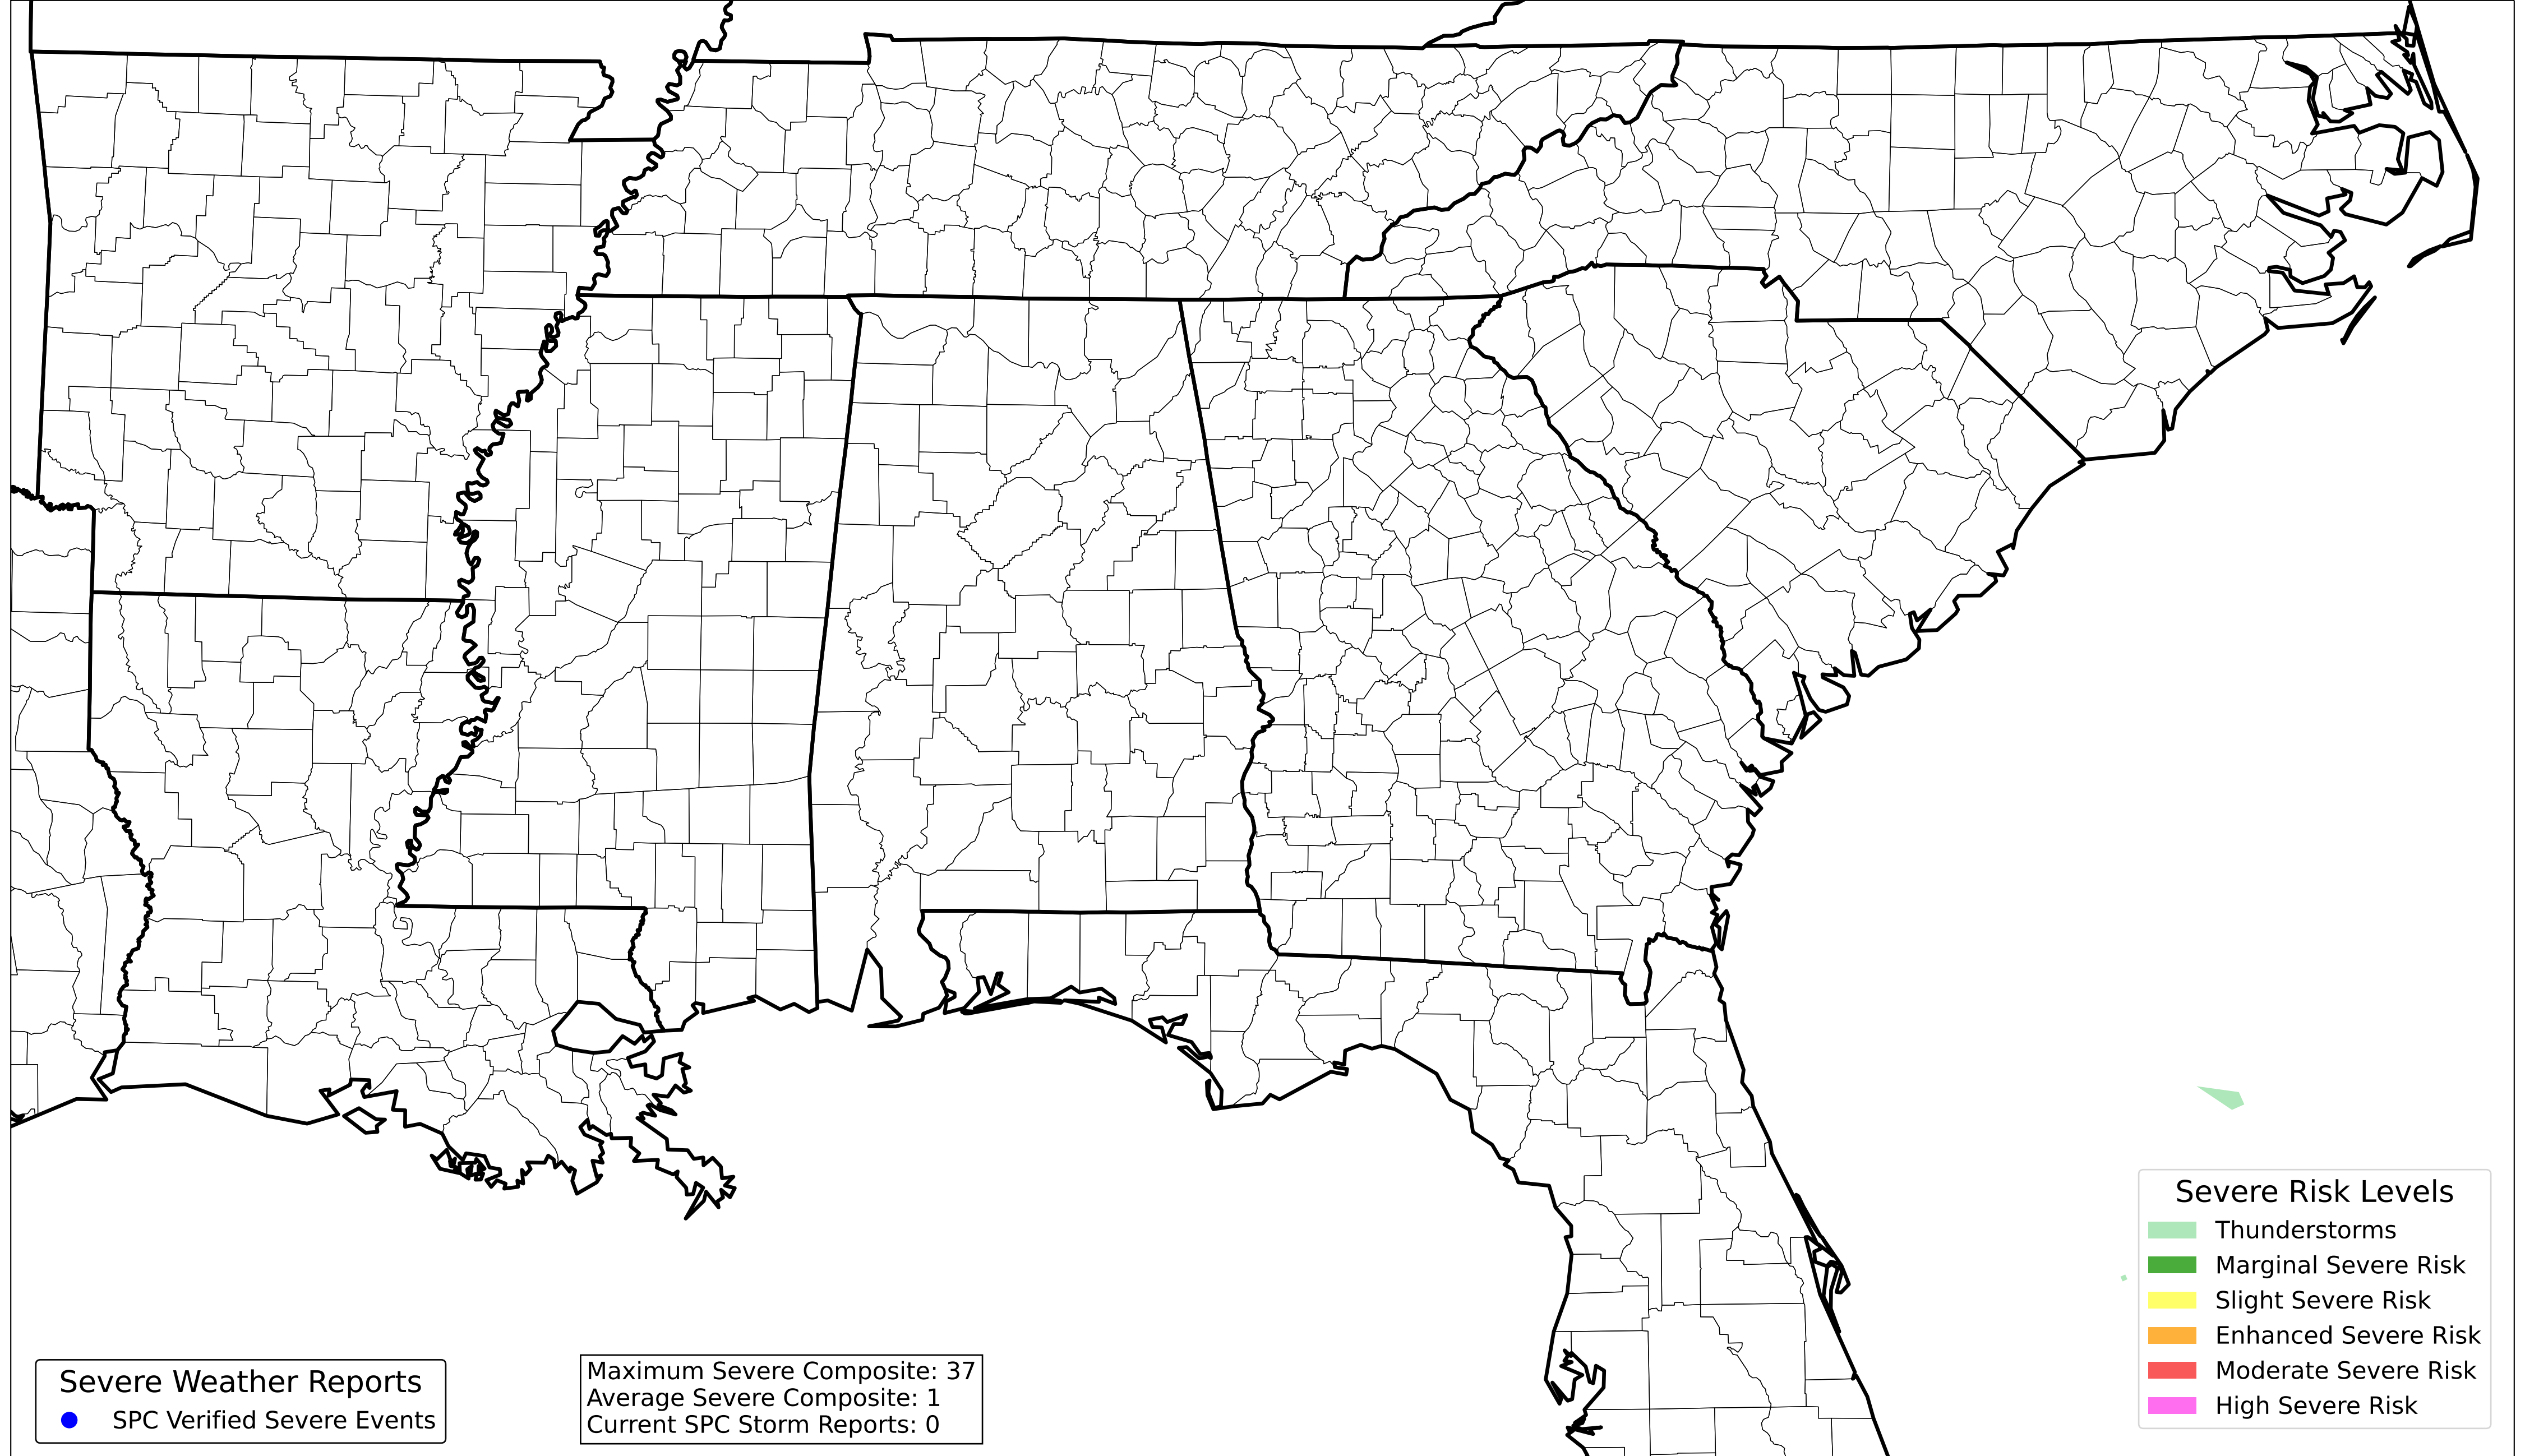 Severe Risk Levels
Thunderstorms
Marginal Severe Risk
Slight Severe Risk
Enhanced Severe Risk
Moderate Severe Risk
High Severe Risk
Severe Weather Reports
SPC Verified Severe Events
Maximum Severe Composite: 37
Average Severe Composite: 1
Current SPC Storm Reports: 0